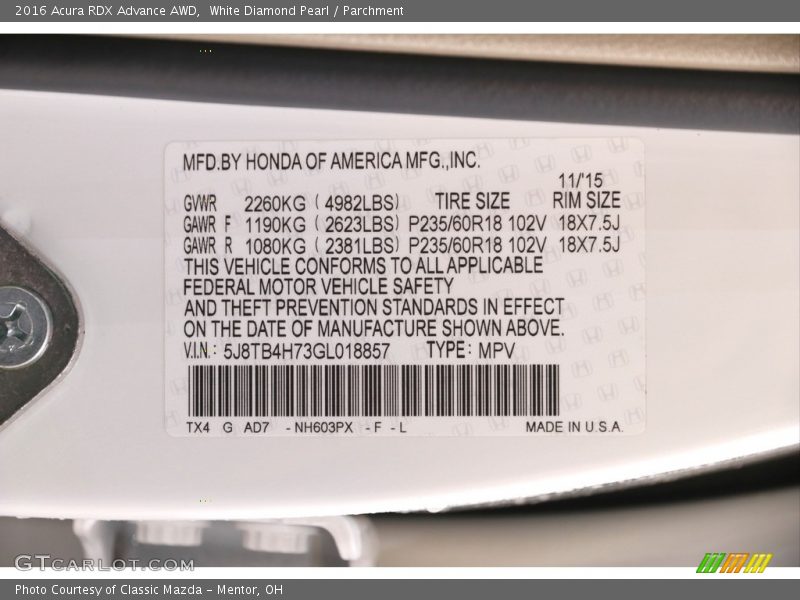 2016 Acura RDX Advance AWD, White Diamond Pearl / Parchment
MFD.BY HONDA OF AMERICA MFG.,INC.
11/'15
GVWR 2260KG ( 4982LBS) TIRE SIZE RIM SIZE
GAWR F 1190KG ( 2623LBS) P235/60R18 102V 18X7.5J
GAWR R 1080KG ( 2381LBS) P235/60R18 102V 18X7.5J
THIS VEHICLE CONFORMS TO ALL APPLICABLE
FEDERAL MOTOR VEHICLE SAFETY
AND THEFT PREVENTION STANDARDS IN EFFECT
ON THE DATE OF MANUFACTURE SHOWN ABOVE.
V.I.N.: 5J8TB4H73GL018857 TYPE: MPV
TX4 G AD7 -NH603PX -F -L MADE IN U.S.A.
GTCARLOT.COM
Photo Courtesy of Classic Mazda - Mentor, OH